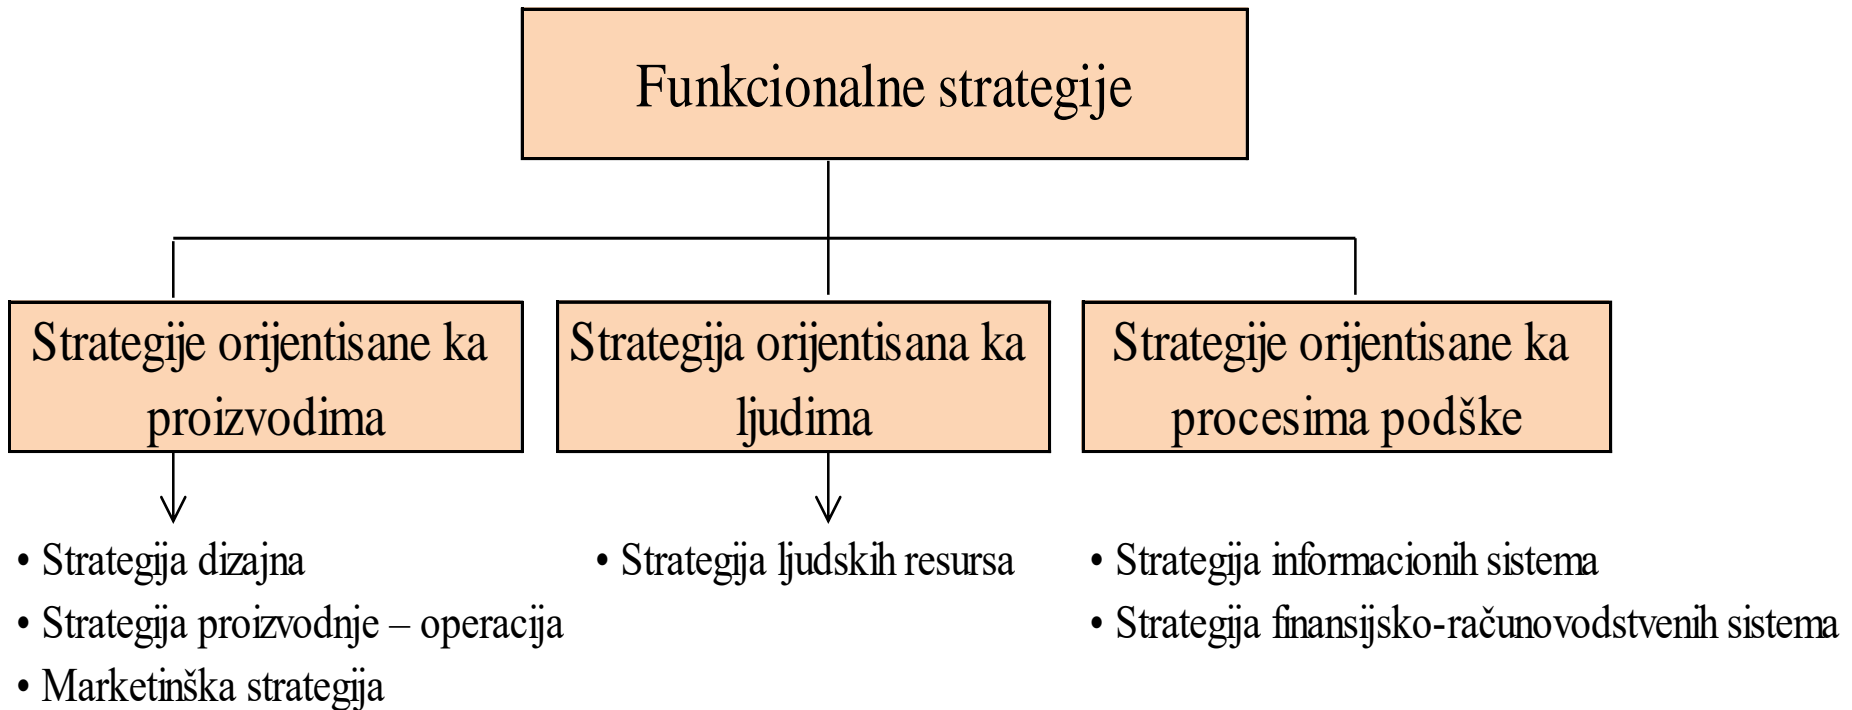 Funkcionalne strategije
Strategije orijentisane ka
proizvodima
Strategija orijentisana ka
ljudima
Strategije orijentisane ka
procesima podške
• Strategija dizajna
• Strategija proizvodnje – operacija
• Marketinška strategija
• Strategija ljudskih resursa
• Strategija informacionih sistema
• Strategija finansijsko-računovodstvenih sistema